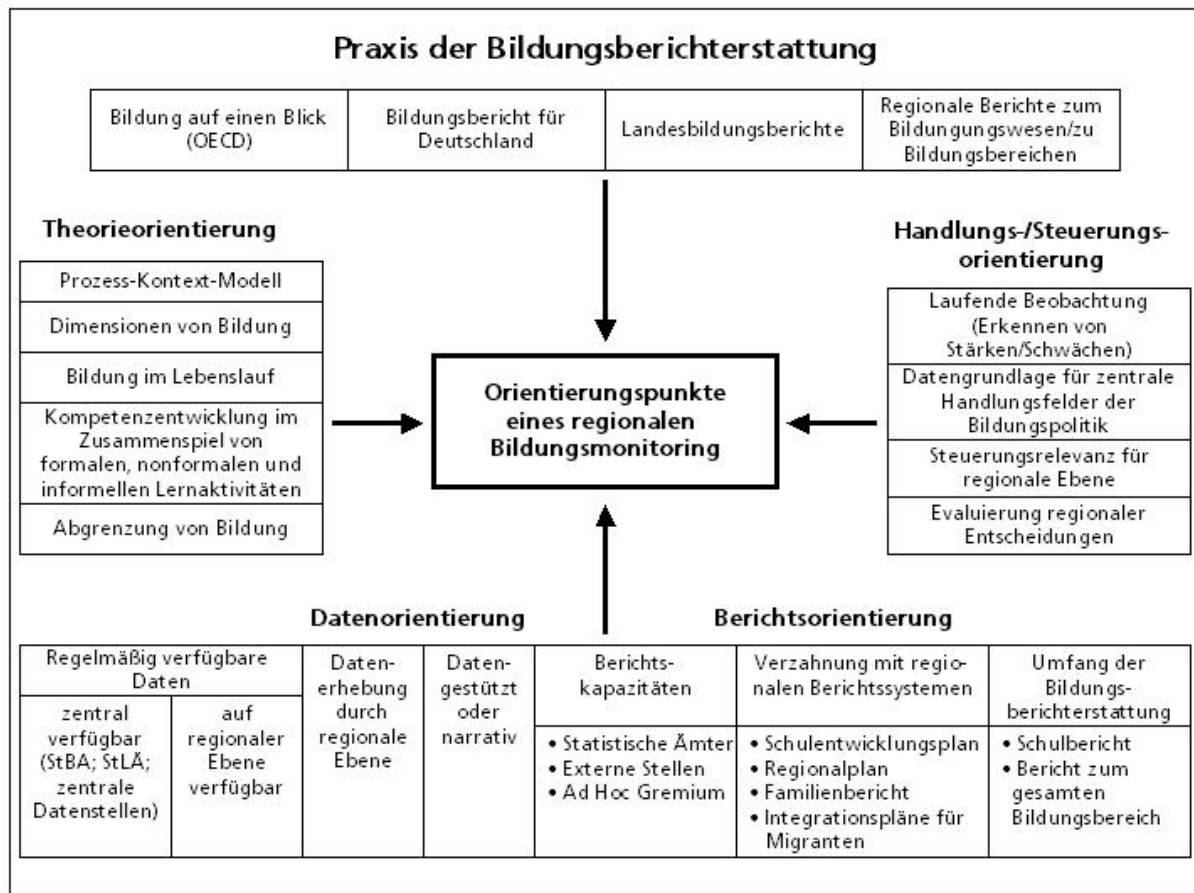 Praxis der Bildungsberichterstattung
Bildung auf einen Blick
(OECD)
Bildungsbericht für
Deutschland
Landesbildungsberichte
Regionale Berichte zum
Bildungungswesen/zu
Bildungsbereichen
Theorieorientierung
Prozess-Kontext-Modell
Dimensionen von Bildung
Bildung im Lebenslauf
Kompetenzentwicklung im
Zusammenspiel von
formalen, nonformalen und
informellen Lernaktivitäten
Abgrenzung von Bildung
Orientierungspunkte
eines regionalen
Bildungsmonitoring
Handlungs-/Steuerungs-
orientierung
Laufende Beobachtung
(Erkennen von
Stärken/Schwächen)
Datengrundlage für zentrale
Handlungsfelder der
Bildungspolitik
Steuerungsrelevanz für
regionale Ebene
Evaluierung regionaler
Entscheidungen
Datenorientierung
Regelmäßig verfügbare
Daten
zentral
verfügbar
(StBA; StLÄ;
zentrale
Datenstellen)
auf
regionaler
Ebene
verfügbar
Daten-
erhebung
durch
regionale
Ebene
Daten-
gestützt
oder
narrativ
Berichtsorientierung
Berichts-
kapazitäten
• Statistische Ämter
• Externe Stellen
• Ad Hoc Gremium
Verzahnung mit regio-
nalen Berichtssystemen
• Schulentwicklungsplan
• Regionalplan
• Familienbericht
• Integrationspläne für
Migranten
Umfang der
Bildungs-
berichterstattung
• Schulbericht
• Bericht zum
gesamten
Bildungsbereich